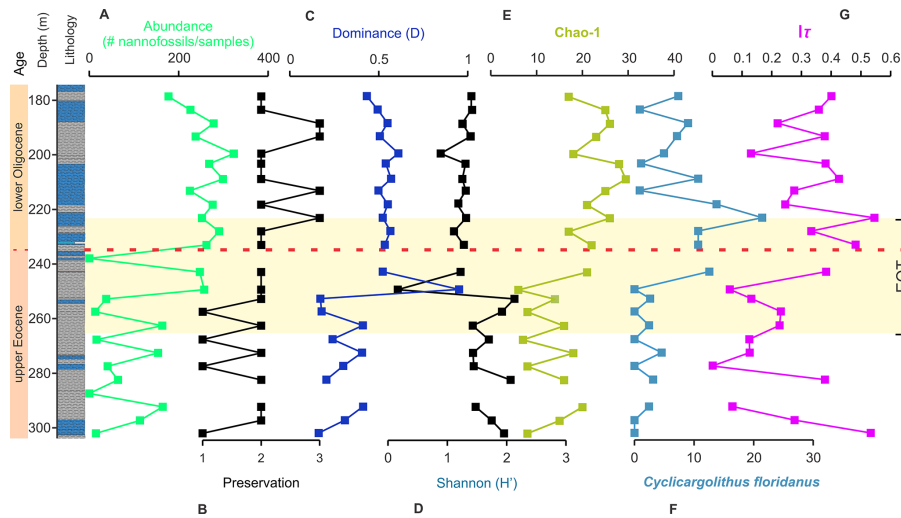 A
C
E
G
Age
Depth (m)
Lithology
Abundance
(# nannofossils/samples)
Dominance (D)
Chao-1
Iτ
0 200 400
0 0.5 1
0 10 20 30 40
0 0.1 0.2 0.3 0.4 0.5 0.6
lower Oligocene
upper Eocene
180
200
220
240
260
280
300
EOT
1 2 3
0 1 2 3
0 10 20 30
Preservation
Shannon (H')
Cyclicargolithus floridanus
B
D
F